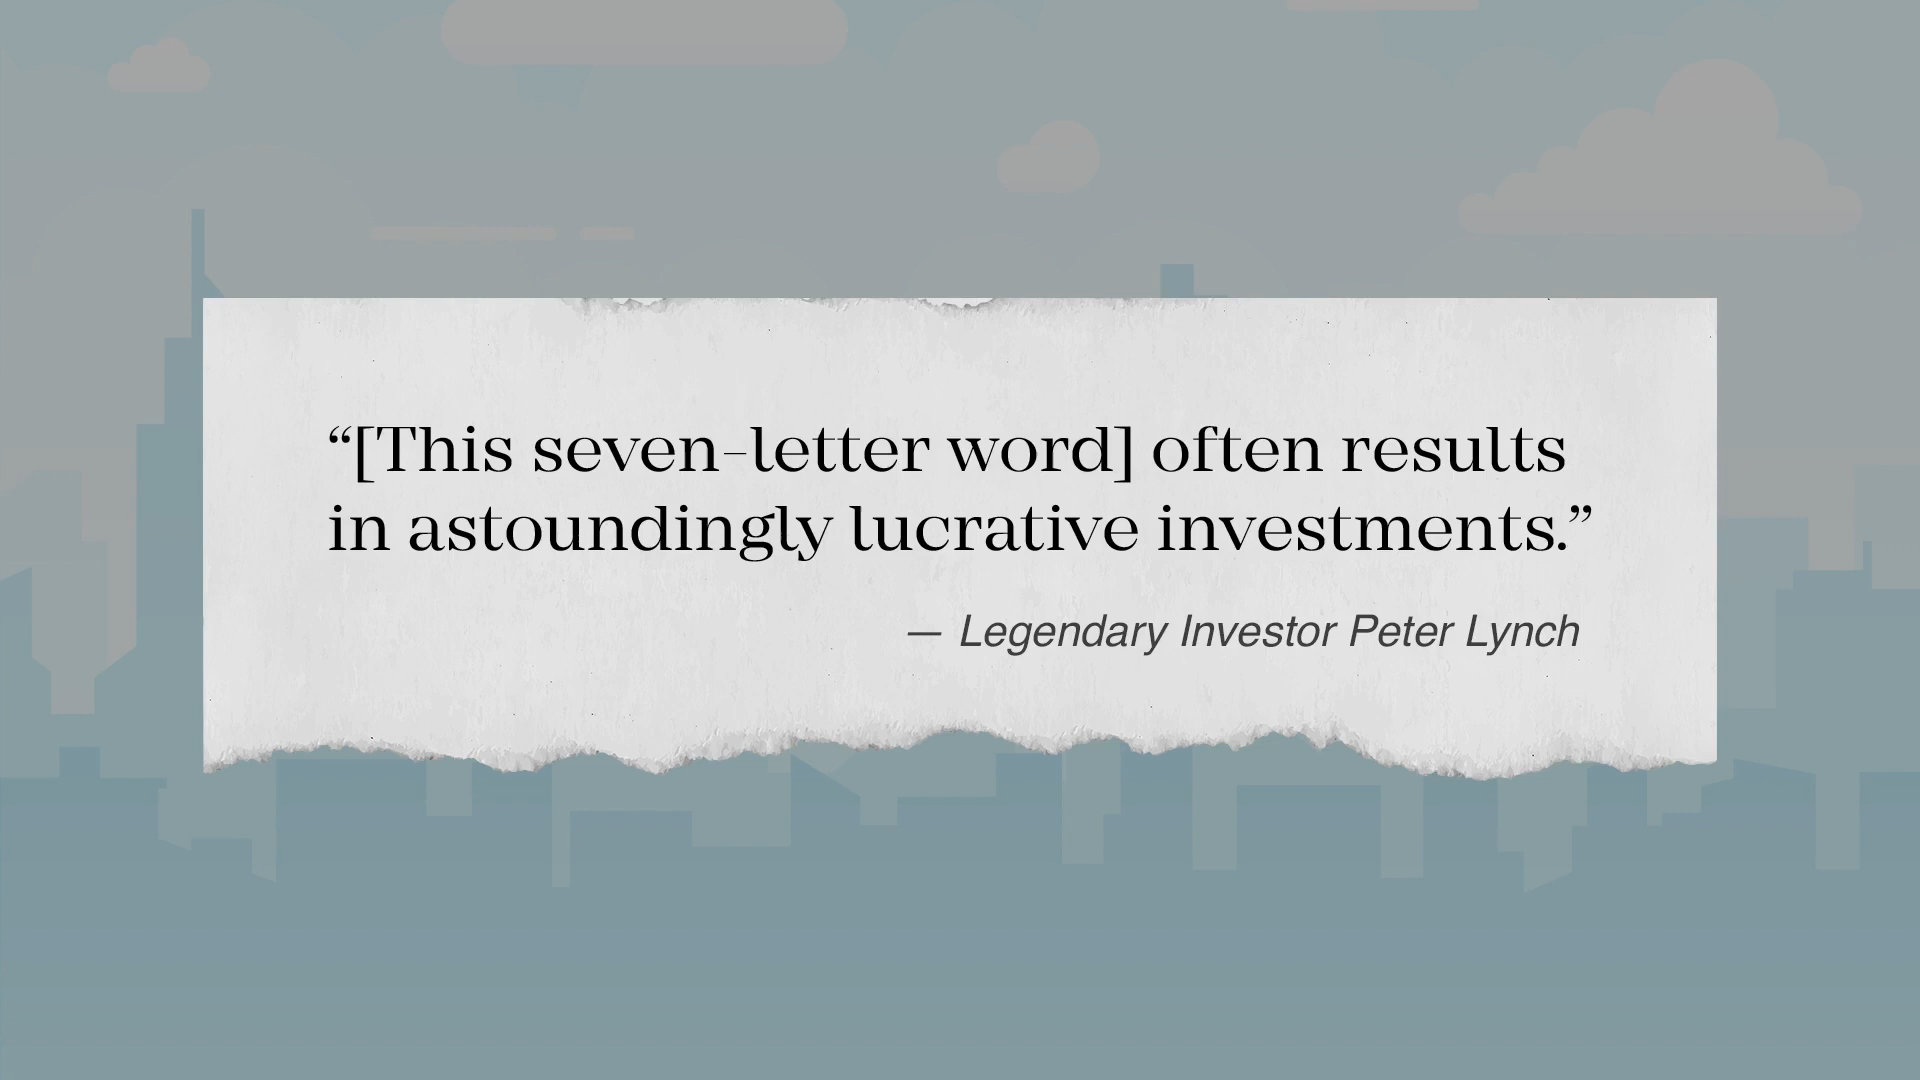 “[This seven-letter word] often results
in astoundingly lucrative investments.”
— Legendary Investor Peter Lynch